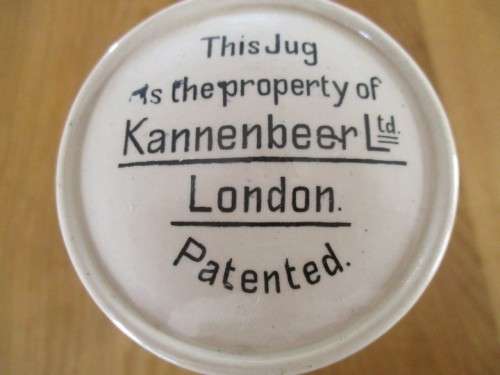 This Jug
is the property of
Kannenbeer Ltd.
London.
Patented.